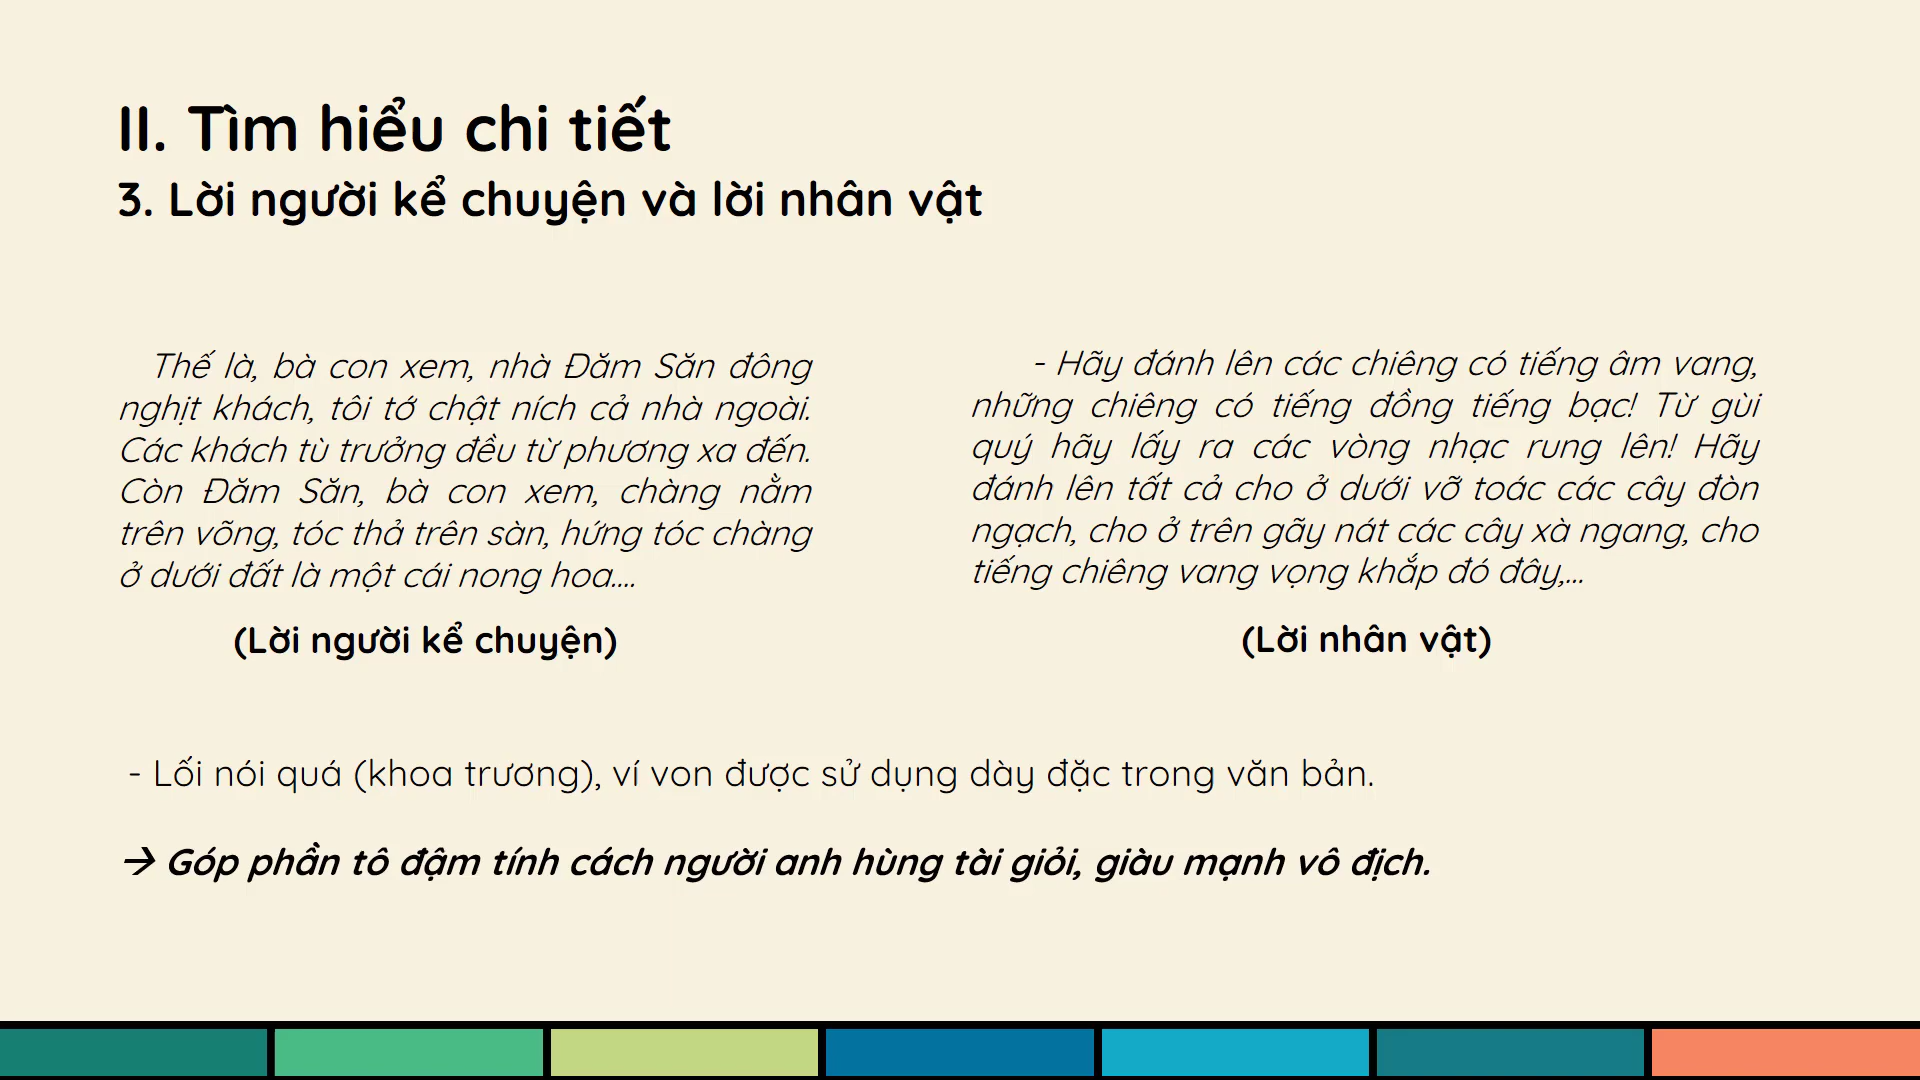 II. Tìm hiểu chi tiết
3. Lời người kể chuyện và lời nhân vật
Thế là, bà con xem, nhà Đăm Săn đông
nghịt khách, tôi tớ chật ních cả nhà ngoài.
Các khách tù trưởng đều từ phương xa đến.
Còn Đăm Săn, bà con xem, chàng nằm
trên võng, tóc thả trên sàn, hứng tóc chàng
ở dưới đất là một cái nong hoa....
(Lời người kể chuyện)
- Hãy đánh lên các chiêng có tiếng âm vang,
những chiêng có tiếng đồng tiếng bạc! Từ gùi
quý hãy lấy ra các vòng nhạc rung lên! Hãy
đánh lên tất cả cho ở dưới vỡ toác các cây đòn
ngạch, cho ở trên gãy nát các cây xà ngang, cho
tiếng chiêng vang vọng khắp đó đây,...
(Lời nhân vật)
- Lối nói quá (khoa trương), ví von được sử dụng dày đặc trong văn bản.
→ Góp phần tô đậm tính cách người anh hùng tài giỏi, giàu mạnh vô địch.